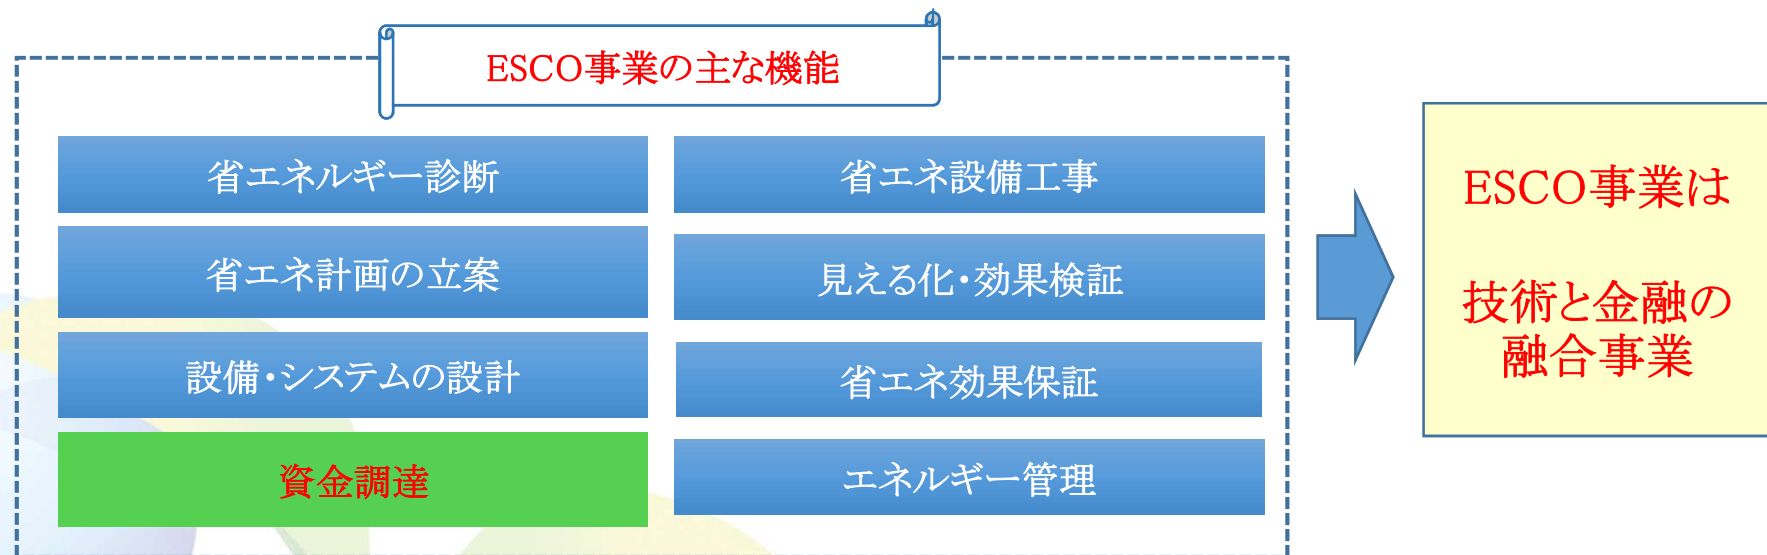 ESCO事業の主な機能
省エネルギー診断
省エネ計画の立案
設備・システムの設計
資金調達
省エネ設備工事
見える化・効果検証
省エネ効果保証
エネルギー管理
ESCO事業は
技術と金融の
融合事業